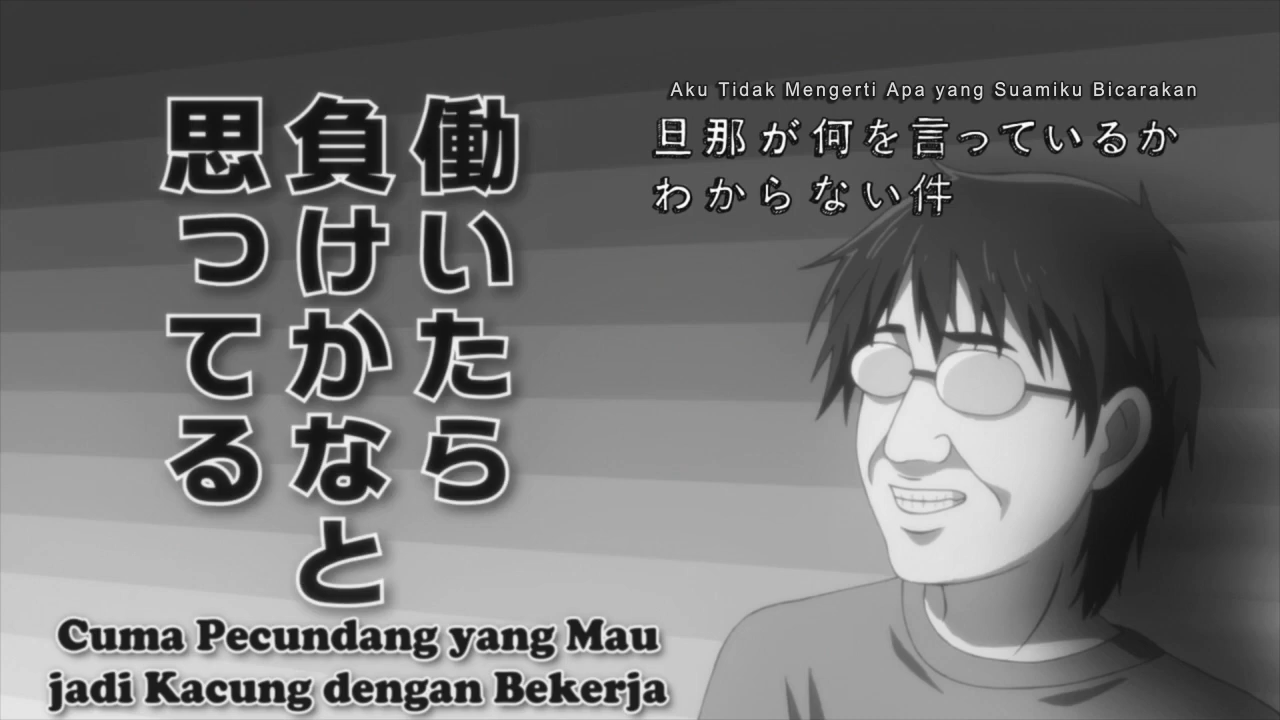 働いたら
負けかなと
思ってる
Aku Tidak Mengerti Apa yang Suamiku Bicarakan
旦那が何を言っているか
わからない件
Cuma Pecundang yang Mau
jadi Kacung dengan Bekerja